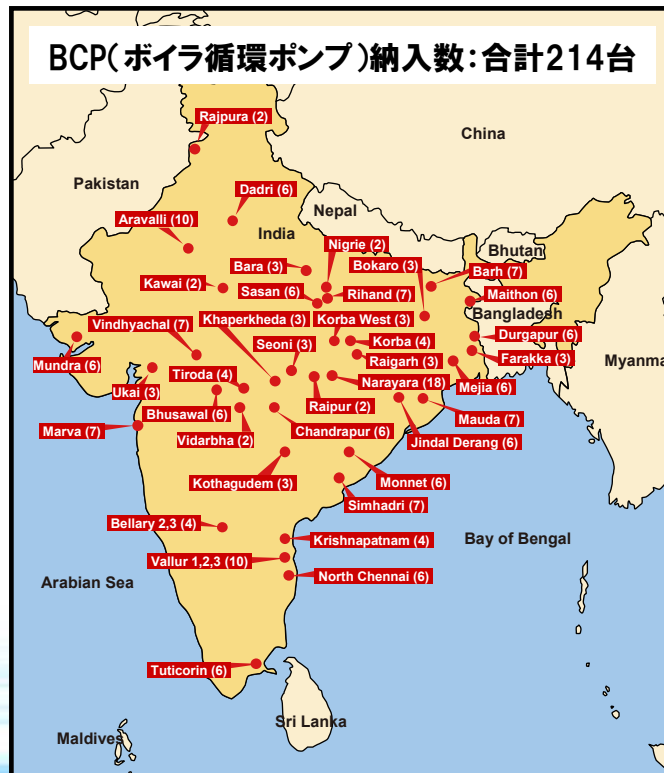 BCP(ボイラ循環ポンプ)納入数:合計214台
Rajpura (2)
China
Pakistan
Dadri (6)
Nepal
Aravalli (10)
India
Nigrie (2)
Bhutan
Bara (3)
Bokaro (3)
Barh (7)
Kawai (2)
Sasan (6)
Rihand (7)
Maithon (6)
Khaperkheda (3)
Korba West (3)
Bangladesh
Vindhyachal (7)
Seoni (3)
Korba (4)
Durgapur (6)
Mundra (6)
Raigarh (3)
Farakka (3)
Myanma
Tiroda (4)
Narayara (18)
Mejia (6)
Ukai (3)
Bhusawal (6)
Raipur (2)
Mauda (7)
Marva (7)
Vidarbha (2)
Chandrapur (6)
Jindal Derang (6)
Kothagudem (3)
Monnet (6)
Simhadri (7)
Bellary 2,3 (4)
Krishnapatnam (4)
Bay of Bengal
Vallur 1,2,3 (10)
Arabian Sea
North Chennai (6)
Tuticorin (6)
Sri Lanka
Maldives